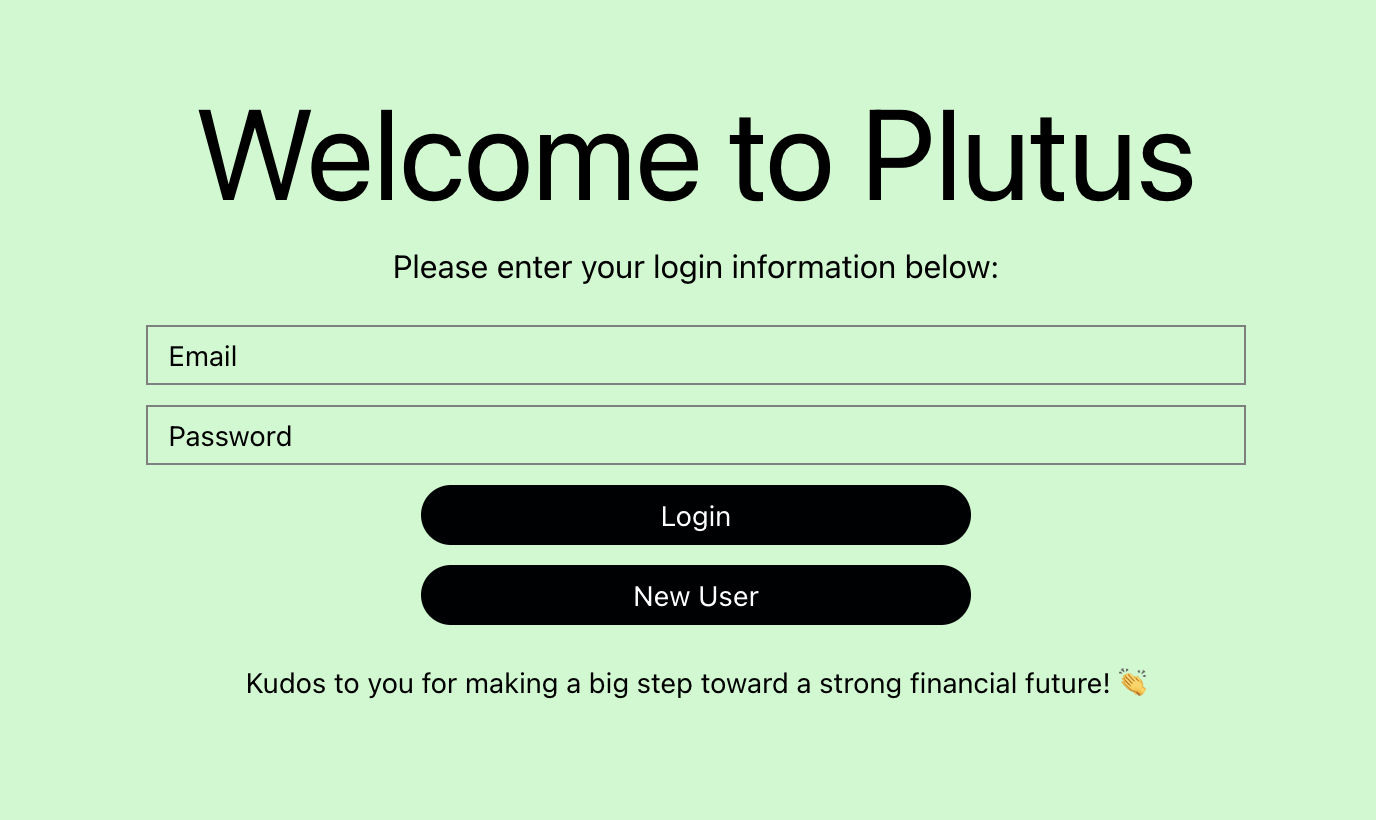 Welcome to Plutus
Please enter your login information below:
Email
Password
Login
New User
Kudos to you for making a big step toward a strong financial future! 👏